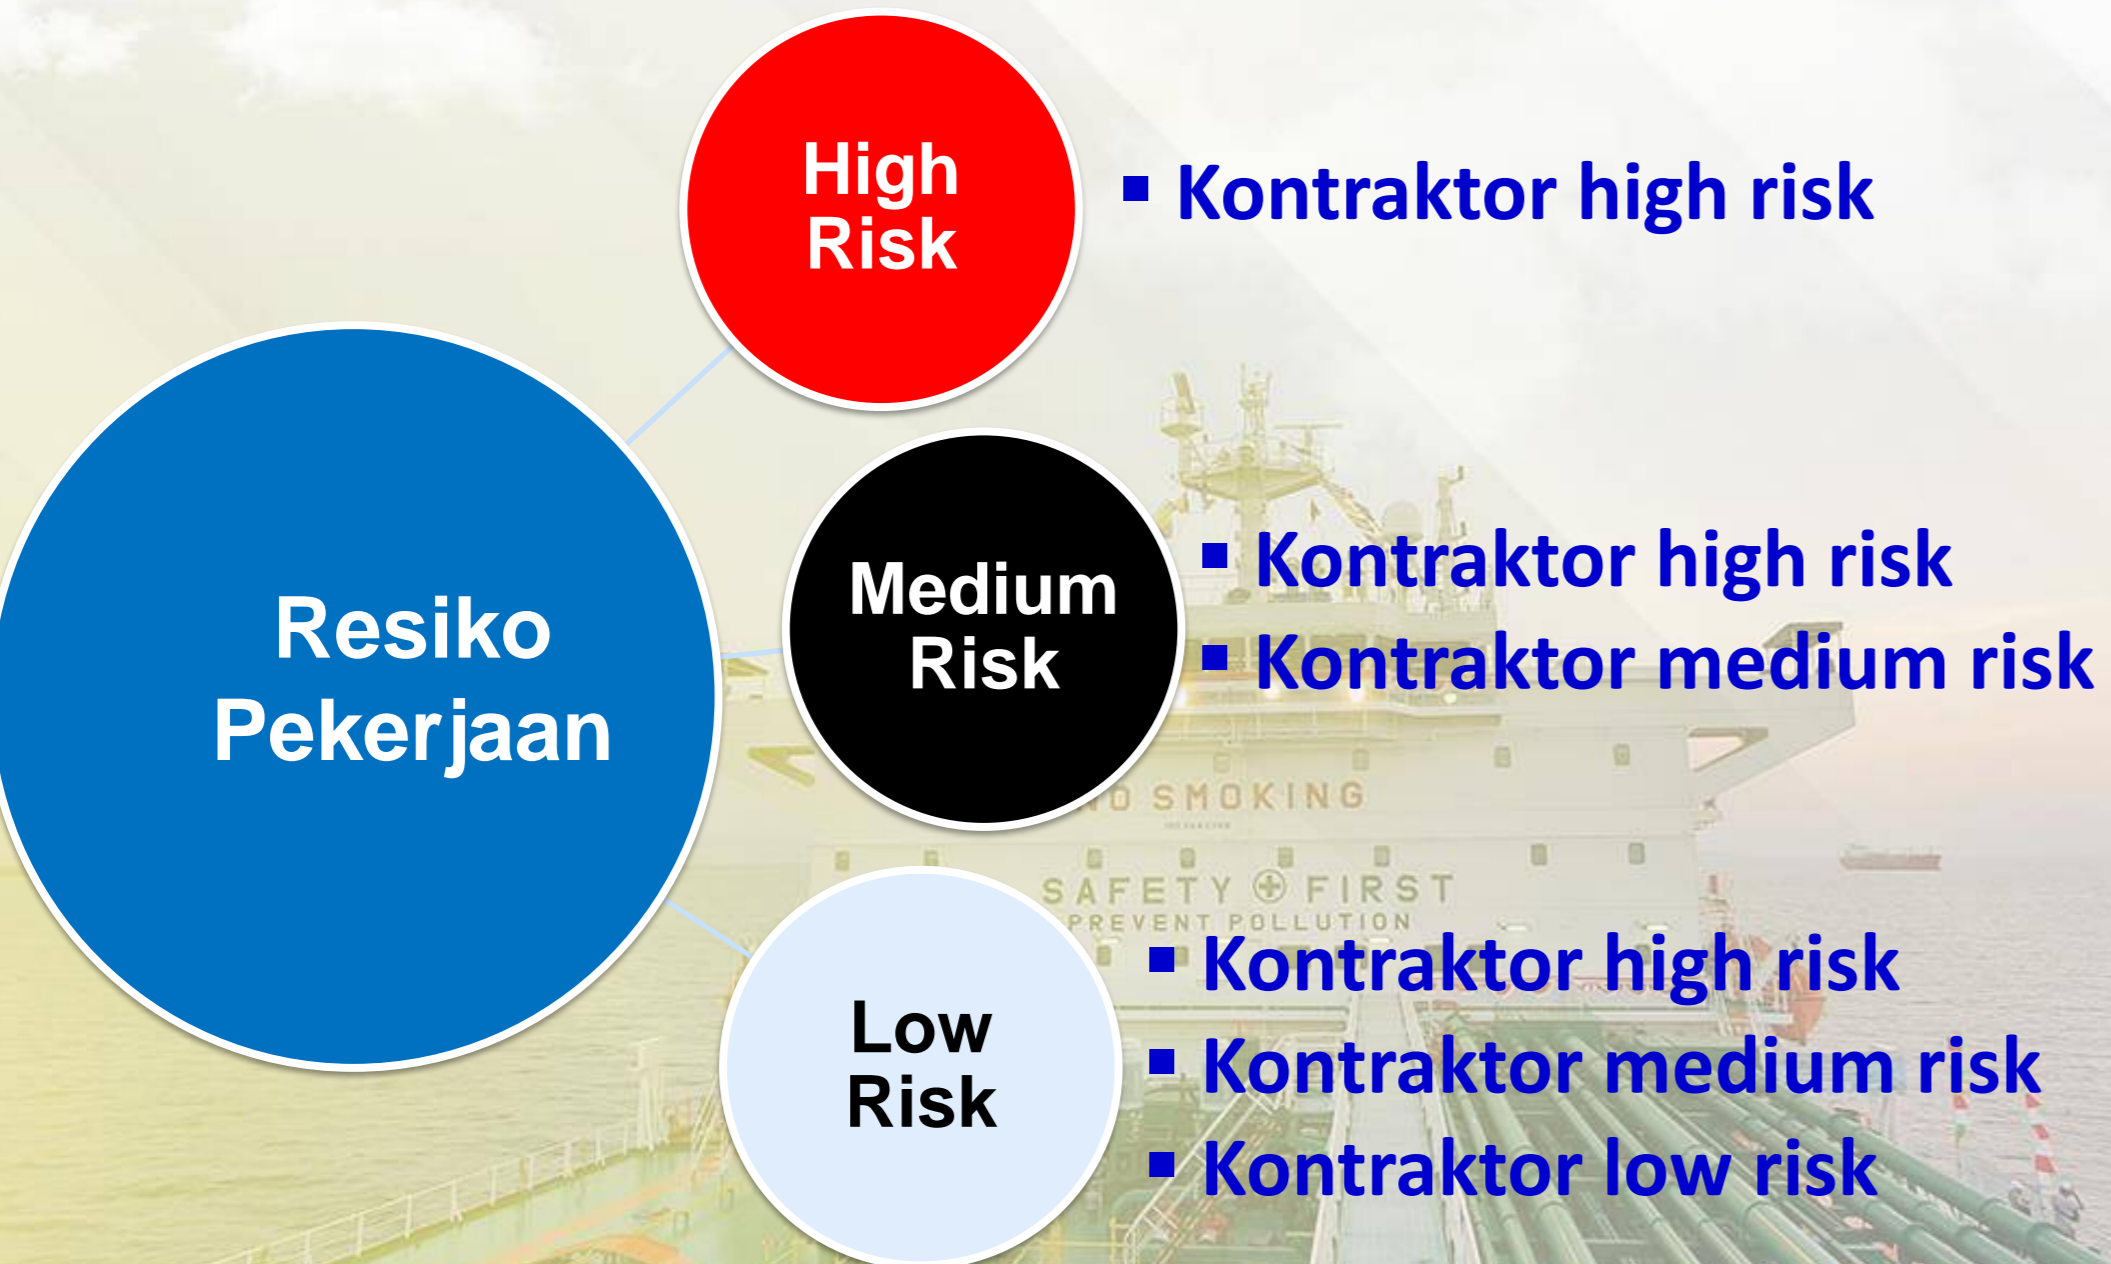 High
Risk
▪ Kontraktor high risk
Resiko
Pekerjaan
Medium
Risk
▪ Kontraktor high risk
▪ Kontraktor medium risk
NO SMOKING
SAFETY FIRST
PREVENT POLLUTION
Low
Risk
▪ Kontraktor high risk
▪ Kontraktor medium risk
▪ Kontraktor low risk